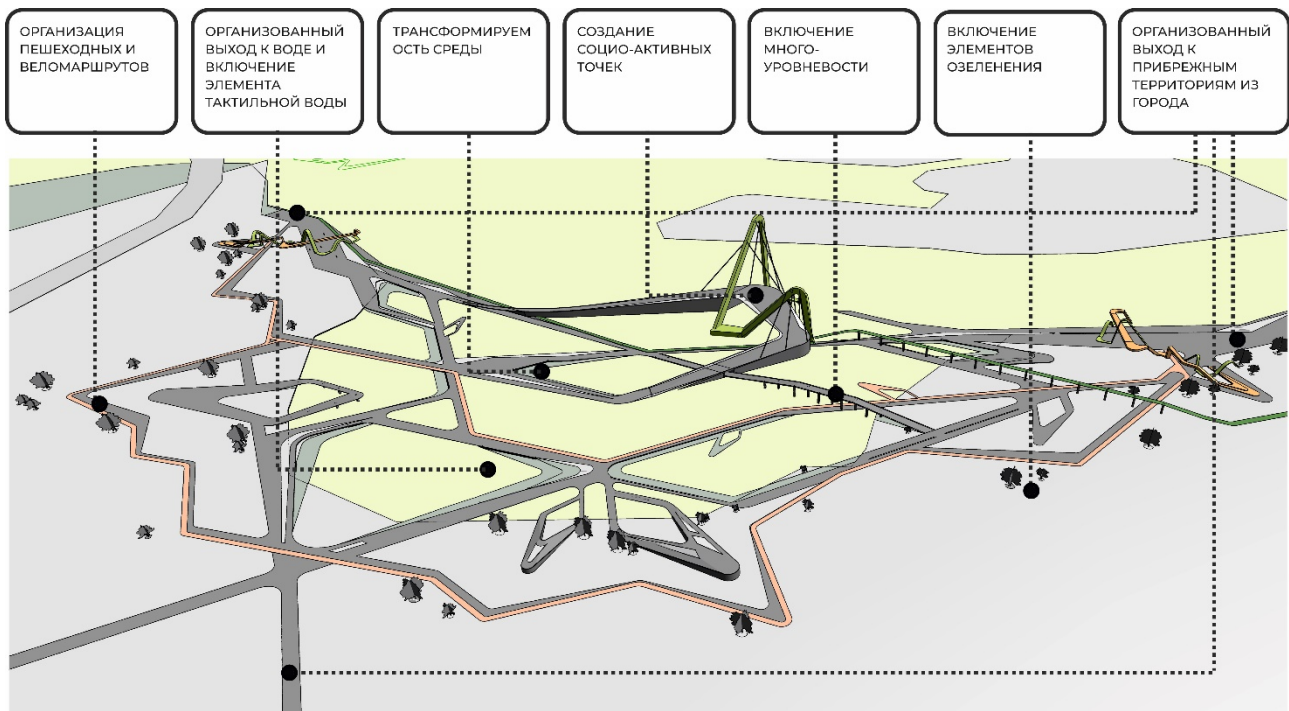 ОРГАНИЗАЦИЯ
ПЕШЕХОДНЫХ И
ВЕЛОМАРШРУТОВ
ОРГАНИЗОВАННЫЙ
ВЫХОД К ВОДЕ И
ВКЛЮЧЕНИЕ
ЭЛЕМЕНТА
ТАКТИЛЬНОЙ ВОДЫ
ТРАНСФОРМИРУЕМ
ОСТЬ СРЕДЫ
СОЗДАНИЕ
СОЦИО-АКТИВНЫХ
ТОЧЕК
ВКЛЮЧЕНИЕ
МНОГО-
УРОВНЕВОСТИ
ВКЛЮЧЕНИЕ
ЭЛЕМЕНТОВ
ОЗЕЛЕНЕНИЯ
ОРГАНИЗОВАННЫЙ
ВЫХОД К
ПРИБРЕЖНЫМ
ТЕРРИТОРИЯМ ИЗ
ГОРОДА